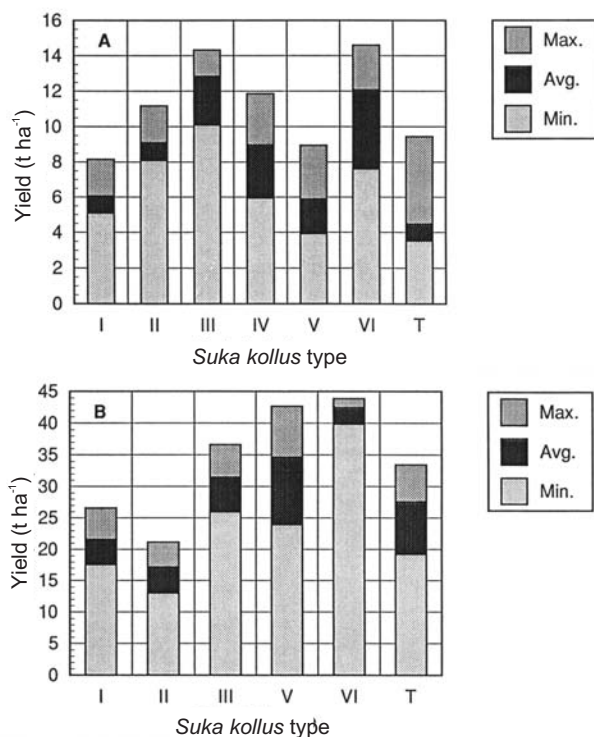 A
Yield (t ha⁻¹)
16
14
12
10
8
6
4
2
0
I II III IV V VI T
Suka kollus type
Max.
Avg.
Min.
B
Yield (t ha⁻¹)
45
40
35
30
25
20
15
10
5
0
I II III V VI T
Suka kollus type
Max.
Avg.
Min.